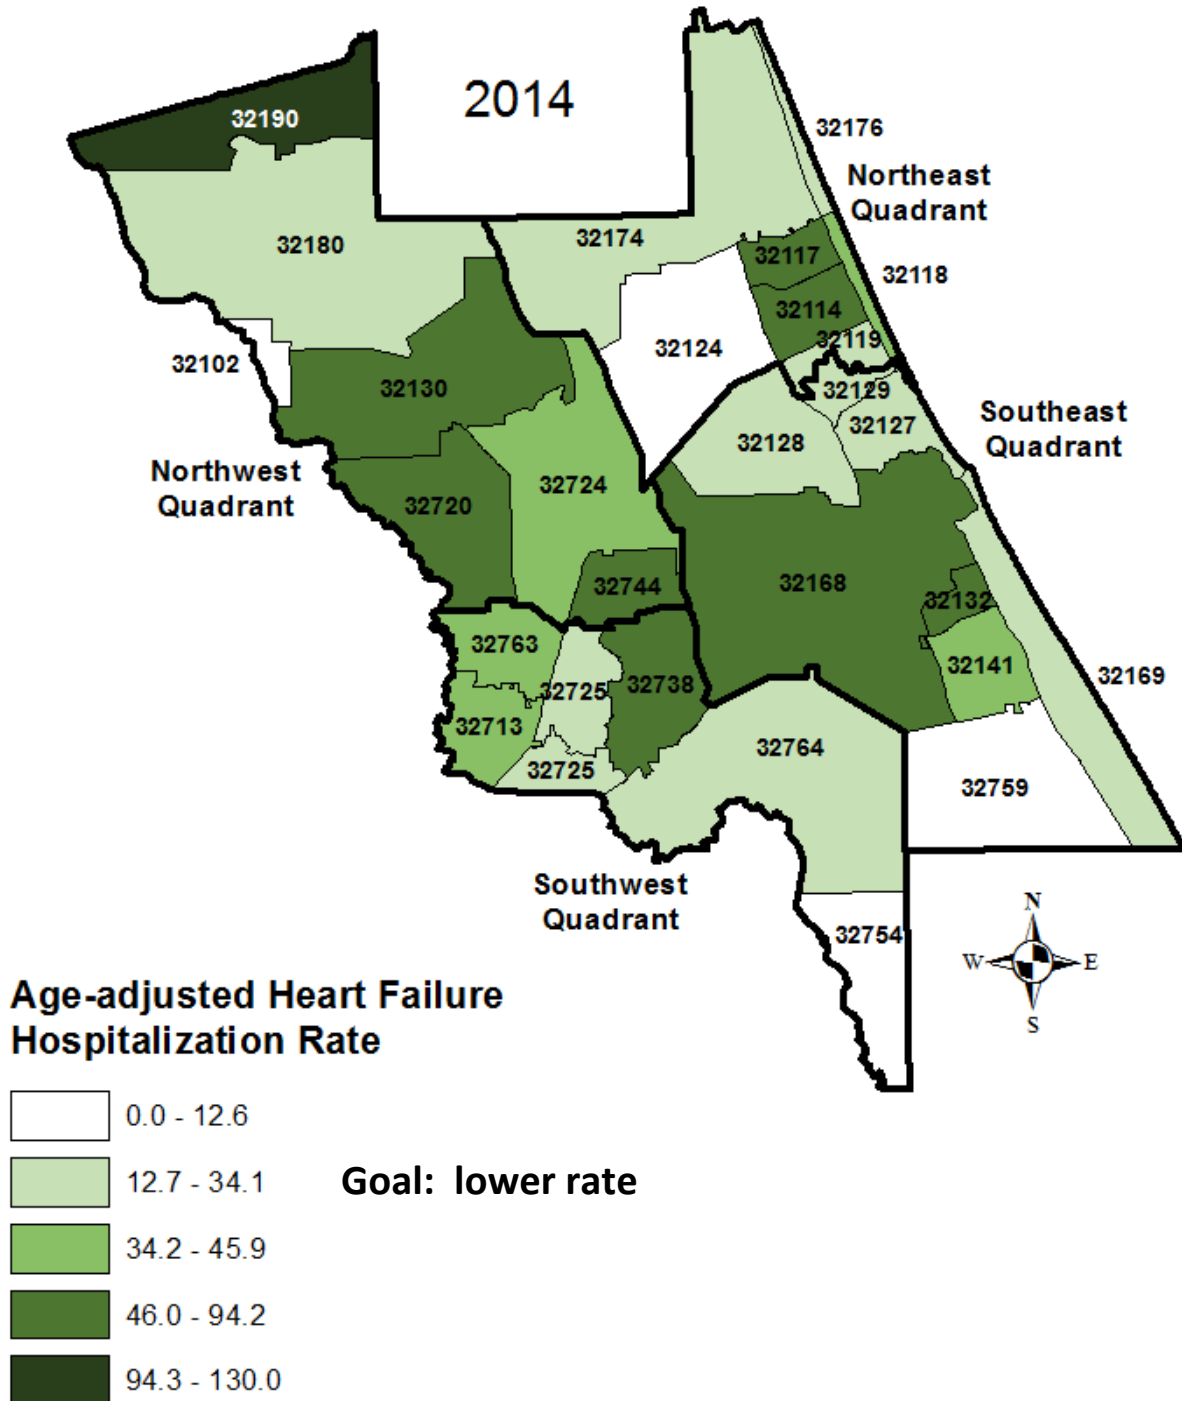 2014
32190
32176
Northeast
Quadrant
32180
32174
32117
32118
32114
32102
32124
32119
32130
32129
32127
32128
Southeast
Quadrant
Northwest
Quadrant
32724
32720
32168
32744
32132
32763
32141
32725
32738
32169
32713
32764
32725
32759
Southwest
Quadrant
32754
N
W
E
S
Age-adjusted Heart Failure
Hospitalization Rate
0.0 - 12.6
12.7 - 34.1
Goal: lower rate
34.2 - 45.9
46.0 - 94.2
94.3 - 130.0